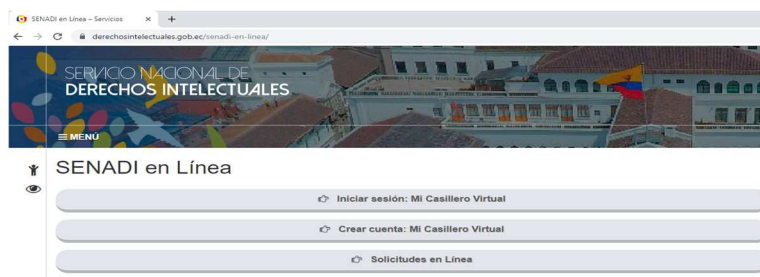 SENADI en Línea – Servicios
derechosintelectuales.gob.ec/senadi-en-linea/
SERVICIO NACIONAL DE
DERECHOS INTELECTUALES
MENÚ
SENADI en Línea
Iniciar sesión: Mi Casillero Virtual
Crear cuenta: Mi Casillero Virtual
Solicitudes en Línea